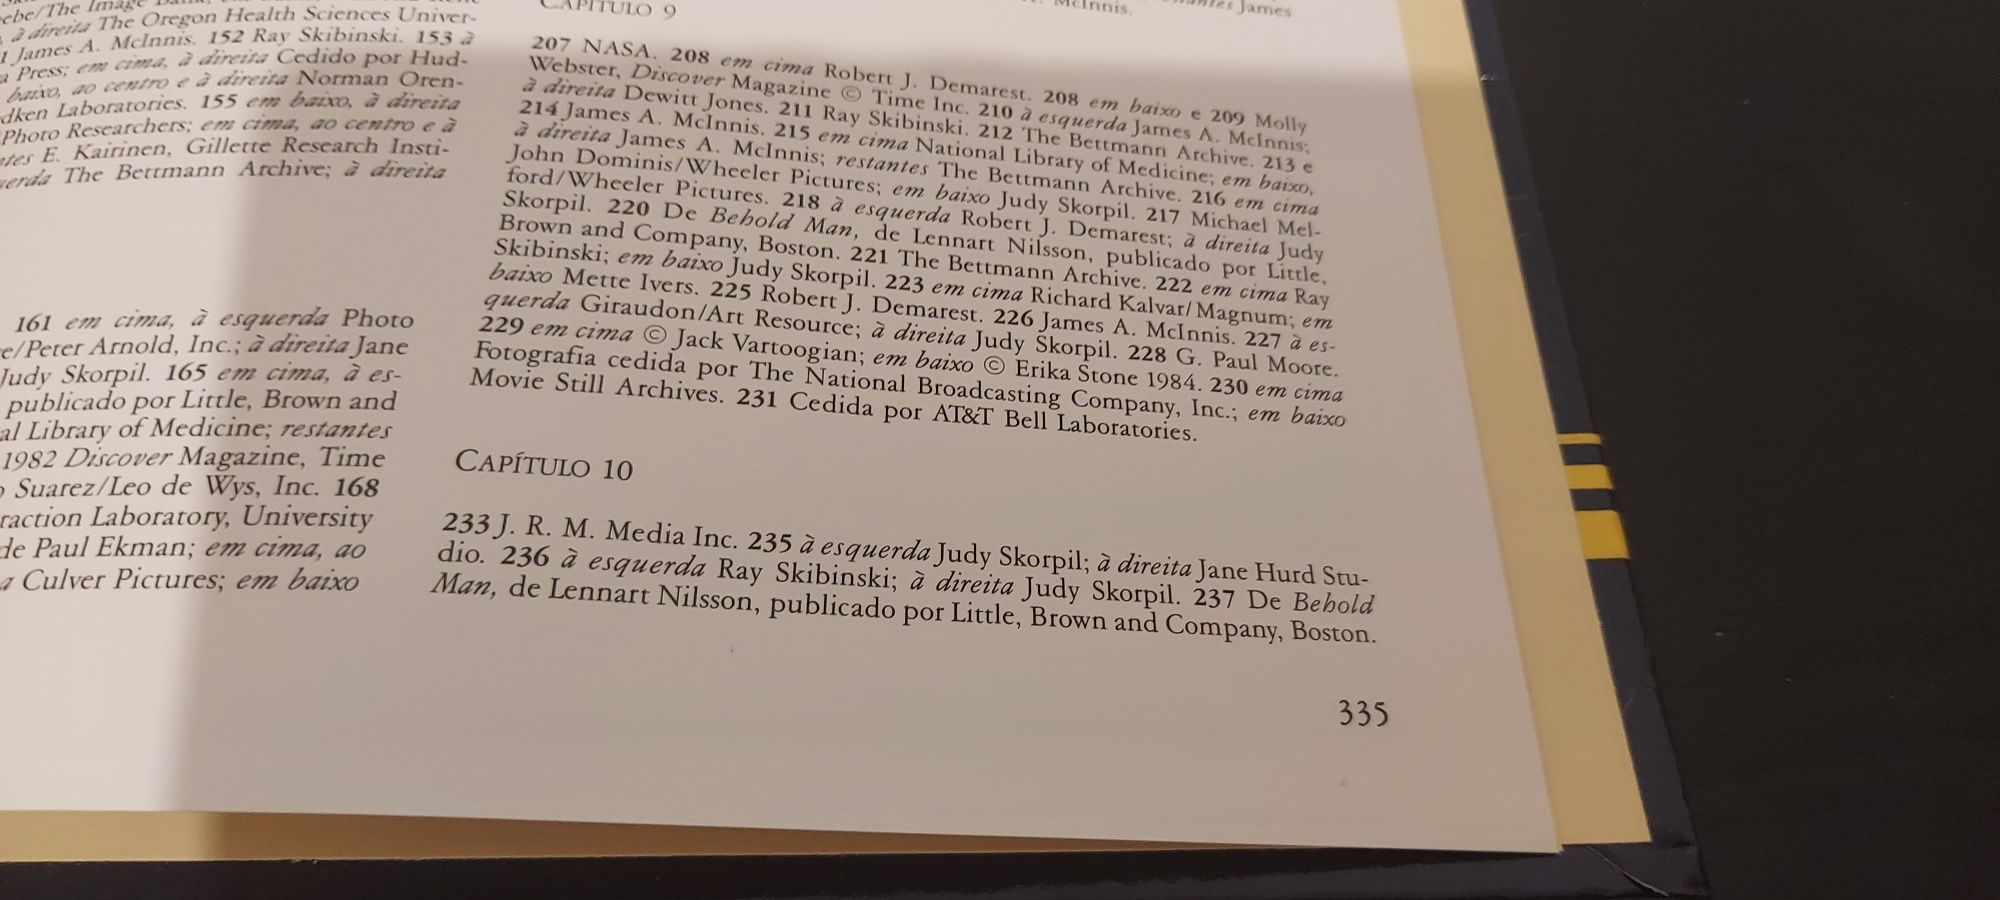 ebe/The Image
à direita The Oregon Health Sciences Univer-
James A. McInnis. 152 Ray Skibinski. 153 à
a Press; em cima, à direita Cedido por Hud-
baixo, ao centro e à direita Norman Oren-
dken Laboratories. 155 em baixo, à direita
Photo Researchers; em cima, ao centro e à
ntes E. Kairinen, Gillette Research Insti-
uerda The Bettmann Archive; à direita
161 em cima, à esquerda Photo
e/Peter Arnold, Inc.; à direita Jane
Judy Skorpil. 165 em cima, à es-
publicado por Little, Brown and
al Library of Medicine; restantes
1982 Discover Magazine, Time
o Suarez/Leo de Wys, Inc. 168
raction Laboratory, University
de Paul Ekman; em cima, ao
a Culver Pictures; em baixo
McInnis. restantes James
CAPÍTULO 9
207 NASA. 208 em cima Robert J. Demarest. 208 em baixo e 209 Molly
Webster, Discover Magazine © Time Inc. 210 à esquerda James A. McInnis;
à direita Dewitt Jones. 211 Ray Skibinski. 212 The Bettmann Archive. 213 e
214 James A. McInnis. 215 em cima National Library of Medicine; em baixo,
à direita James A. McInnis; restantes The Bettmann Archive. 216 em cima
John Dominis/Wheeler Pictures; em baixo Judy Skorpil. 217 Michael Mel-
ford/Wheeler Pictures. 218 à esquerda Robert J. Demarest; à direita Judy
Skorpil. 220 De Behold Man, de Lennart Nilsson, publicado por Little,
Brown and Company, Boston. 221 The Bettmann Archive. 222 em cima Ray
Skibinski; em baixo Judy Skorpil. 223 em cima Richard Kalvar/Magnum; em
baixo Mette Ivers. 225 Robert J. Demarest. 226 James A. McInnis. 227 à es-
querda Giraudon/Art Resource; à direita Judy Skorpil. 228 G. Paul Moore.
229 em cima © Jack Vartoogian; em baixo © Erika Stone 1984. 230 em cima
Fotografia cedida por The National Broadcasting Company, Inc.; em baixo
Movie Still Archives. 231 Cedida por AT&T Bell Laboratories.
CAPÍTULO 10
233 J. R. M. Media Inc. 235 à esquerda Judy Skorpil; à direita Jane Hurd Stu-
dio. 236 à esquerda Ray Skibinski; à direita Judy Skorpil. 237 De Behold
Man, de Lennart Nilsson, publicado por Little, Brown and Company, Boston.
335